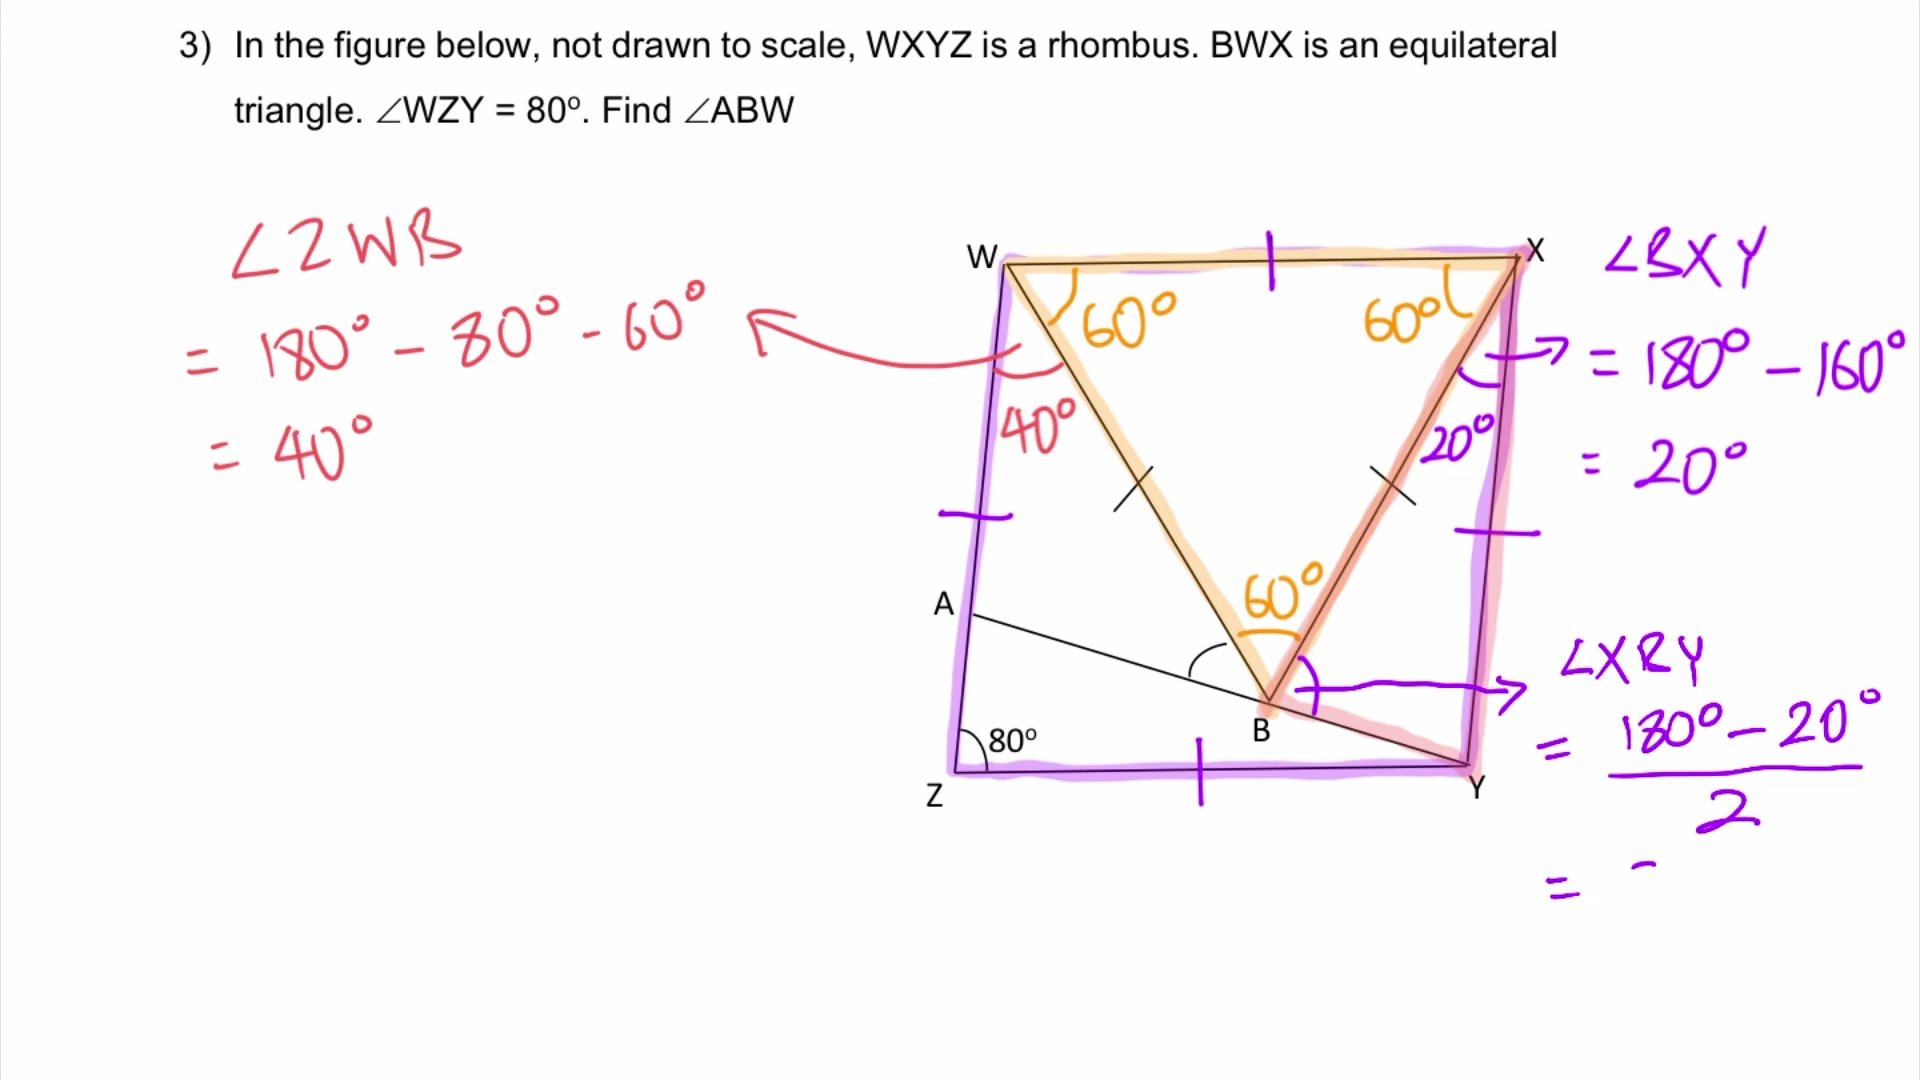 3) In the figure below, not drawn to scale, WXYZ is a rhombus. BWX is an equilateral
triangle. ∠WZY = 80°. Find ∠ABW
∠ZWB
= 180° - 80° - 60°
= 40°
W
X
60°
60°
40°
20°
60°
A
B
80°
Z
Y
∠BXY
= 180° - 160°
= 20°
∠XBY
= 180° - 20°
2
=